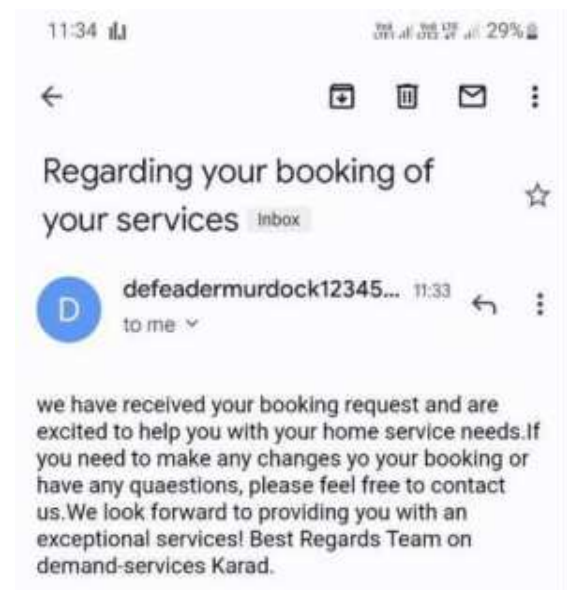 11:34
29%
Regarding your booking of
your services Inbox
defeadermurdock12345... 11:33
D
to me
we have received your booking request and are
excited to help you with your home service needs.If
you need to make any changes yo your booking or
have any quaestions, please feel free to contact
us.We look forward to providing you with an
exceptional services! Best Regards Team on
demand-services Karad.